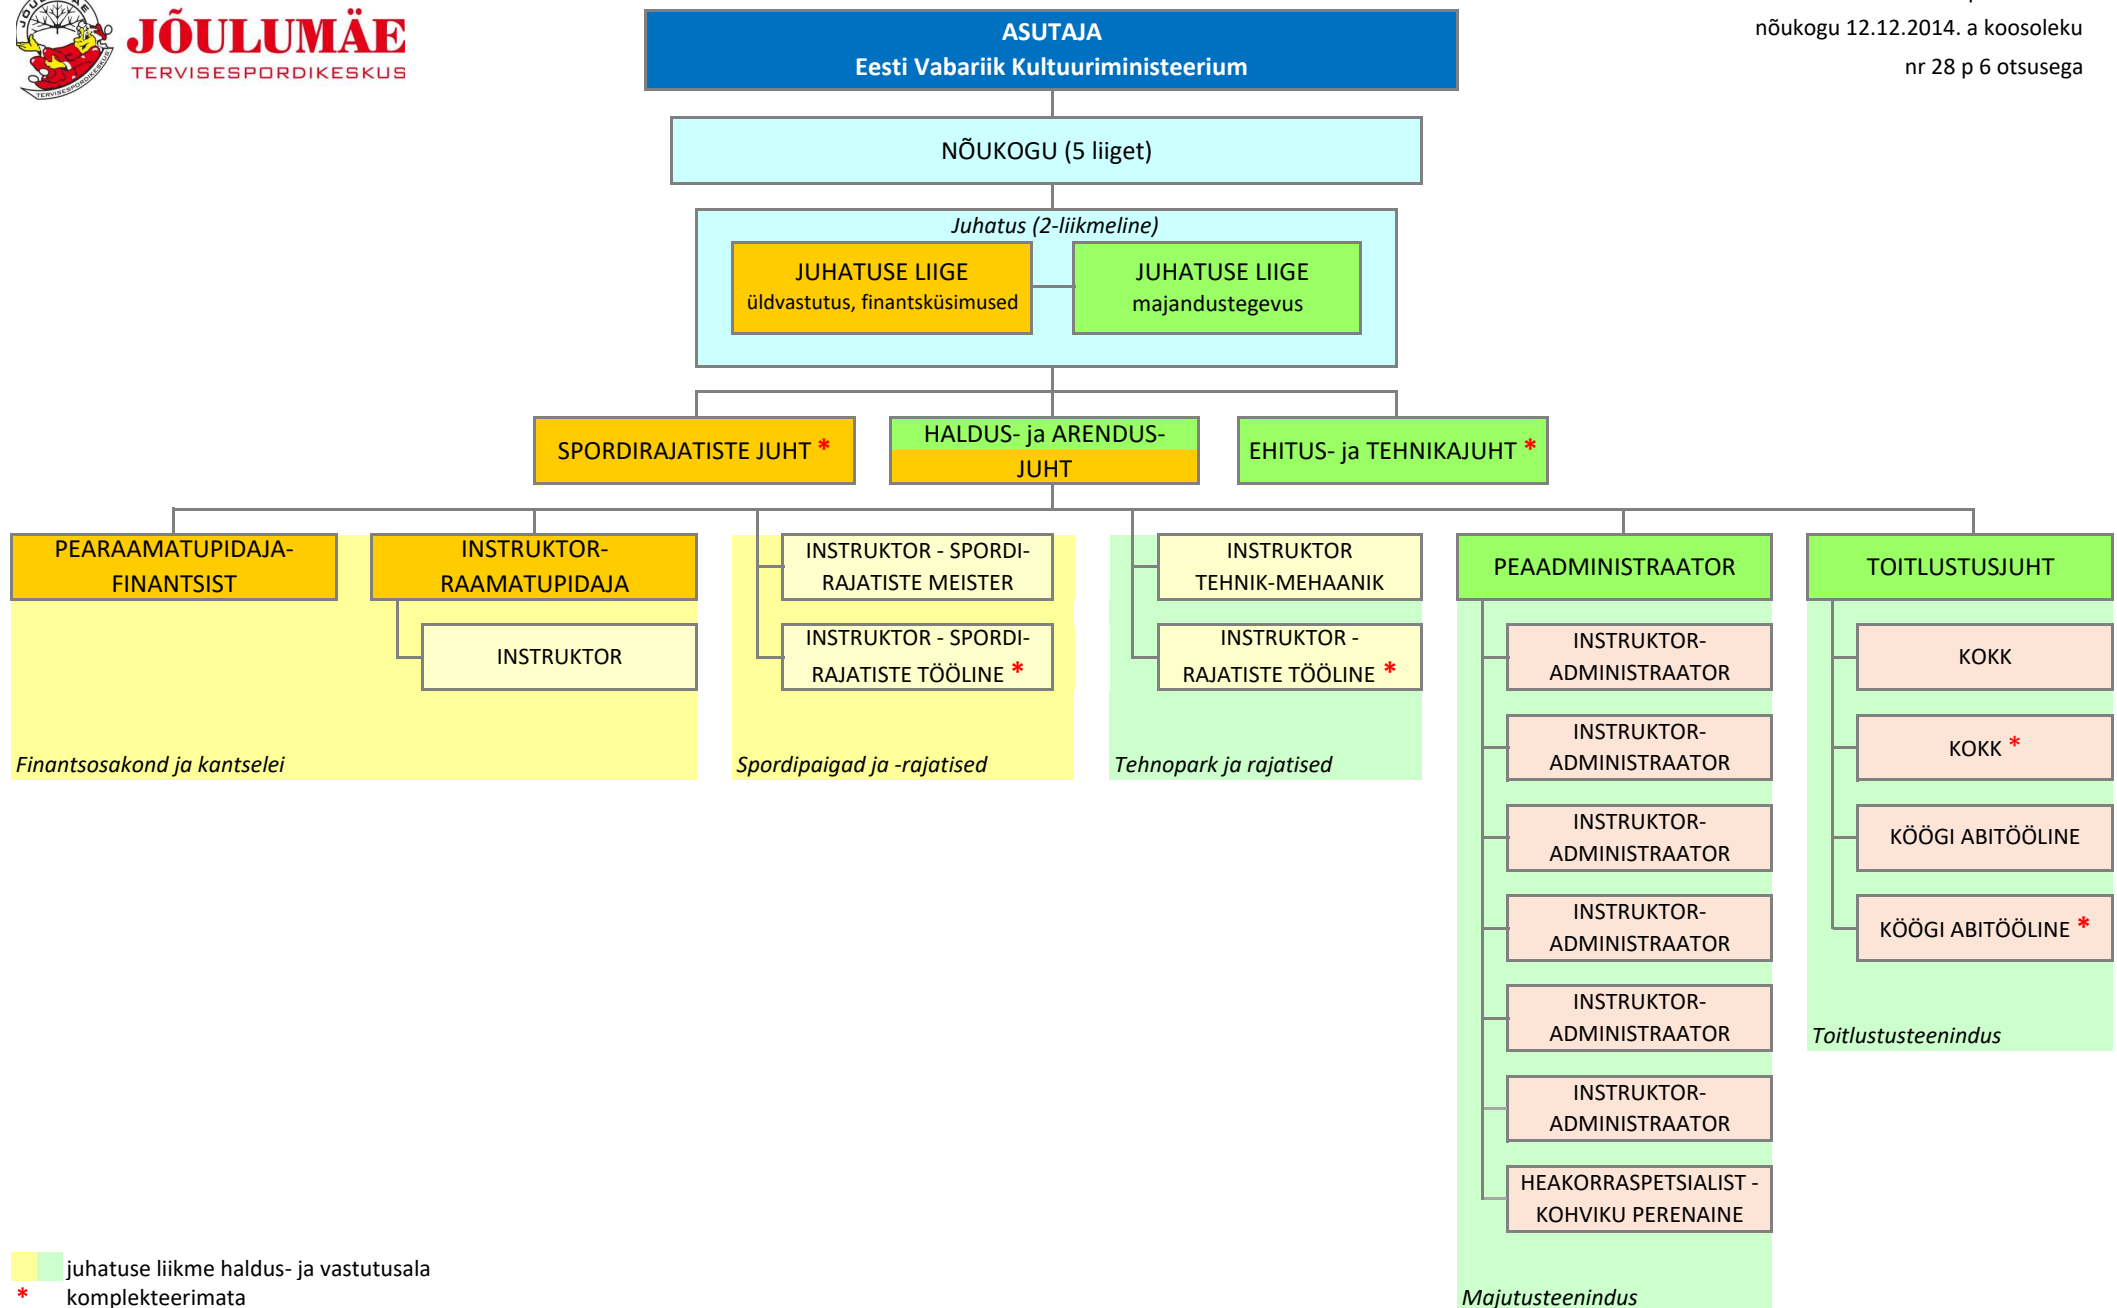 JÕULUMÄE
TERVISESPORDIKESKUS
nõukogu 12.12.2014. a koosoleku
nr 28 p 6 otsusega
ASUTAJA
Eesti Vabariik Kultuuriministeerium
NÕUKOGU (5 liiget)
Juhatus (2-liikmeline)
JUHATUSE LIIGE
üldvastutus, finantsküsimused
JUHATUSE LIIGE
majandustegevus
SPORDIRAJATISTE JUHT *
HALDUS- ja ARENDUS-
JUHT
EHITUS- ja TEHNIKAJUHT *
PEARAAMATUPIDAJA-
FINANTSIST
INSTRUKTOR-
RAAMATUPIDAJA
INSTRUKTOR
Finantsosakond ja kantselei
INSTRUKTOR - SPORDI-
RAJATISTE MEISTER
INSTRUKTOR - SPORDI-
RAJATISTE TÖÖLINE *
Spordipaigad ja -rajatised
INSTRUKTOR
TEHNIK-MEHAANIK
INSTRUKTOR -
RAJATISTE TÖÖLINE *
Tehnopark ja rajatised
PEAADMINISTRAATOR
INSTRUKTOR-
ADMINISTRAATOR
INSTRUKTOR-
ADMINISTRAATOR
INSTRUKTOR-
ADMINISTRAATOR
INSTRUKTOR-
ADMINISTRAATOR
INSTRUKTOR-
ADMINISTRAATOR
INSTRUKTOR-
ADMINISTRAATOR
HEAKORRASPETSIALIST -
KOHVIKU PERENAINE
Majutusteenindus
TOITLUSTUSJUHT
KOKK
KOKK *
KÖÖGI ABITÖÖLINE
KÖÖGI ABITÖÖLINE *
Toitlustusteenindus
juhatuse liikme haldus- ja vastutusala
* komplekteerimata